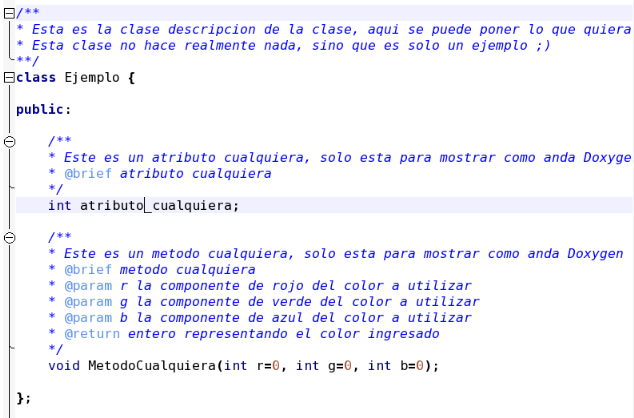 /**
* Esta es la clase descripcion de la clase, aqui se puede poner lo que quiera
* Esta clase no hace realmente nada, sino que es solo un ejemplo ;)
**/
class Ejemplo {
public:
/**
* Este es un atributo cualquiera, solo esta para mostrar como anda Doxyge
* @brief atributo cualquiera
*/
int atributo_cualquiera;
/**
* Este es un metodo cualquiera, solo esta para mostrar como anda Doxygen
* @brief metodo cualquiera
* @param r la componente de rojo del color a utilizar
* @param g la componente de verde del color a utilizar
* @param b la componente de azul del color a utilizar
* @return entero representando el color ingresado
*/
void MetodoCualquiera(int r=0, int g=0, int b=0);
};